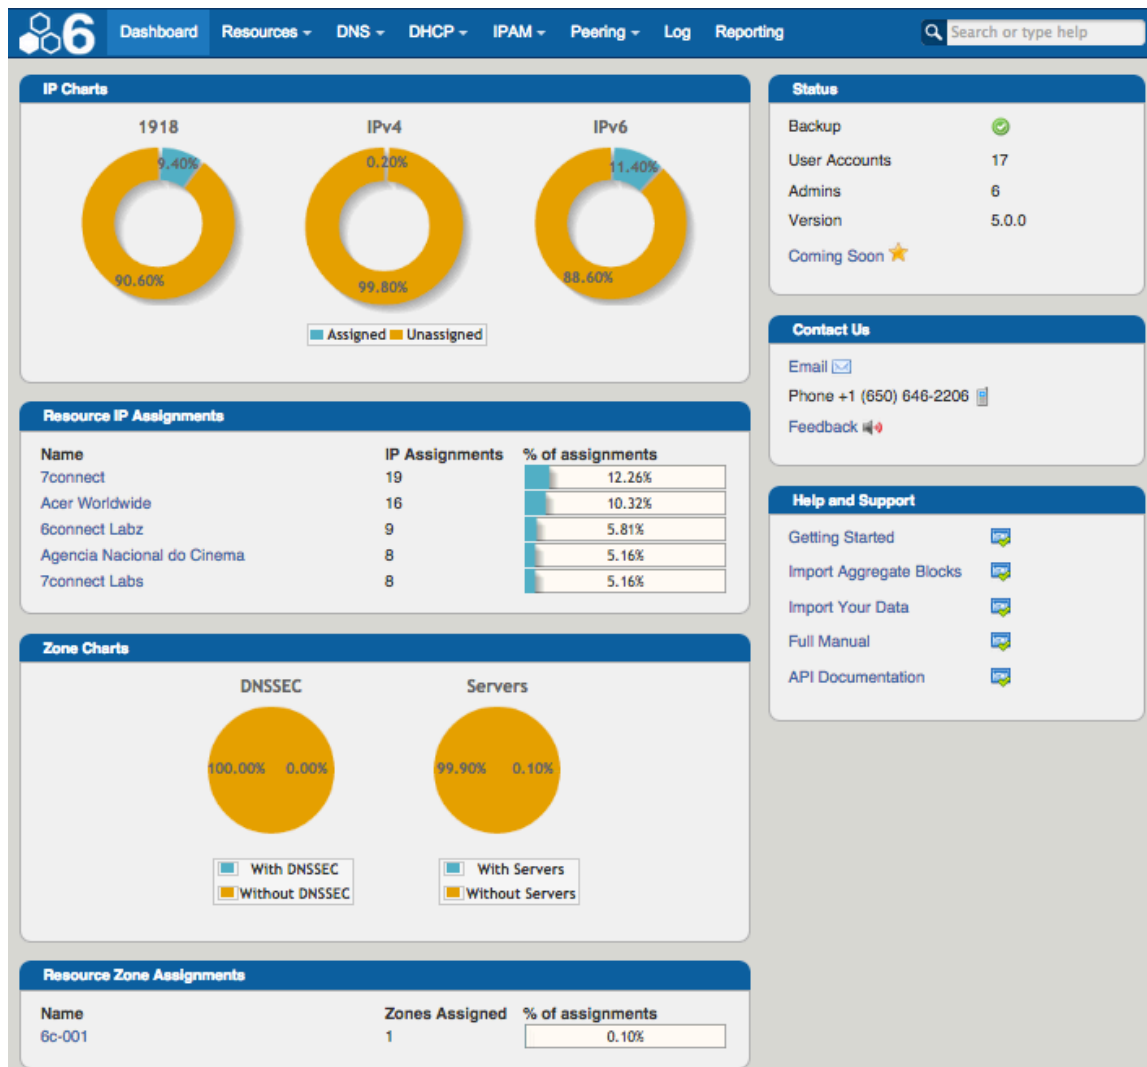 6 Dashboard Resources DNS DHCP IPAM Peering Log Reporting Search or type help
IP Charts
1918 IPv4 IPv6
9.40% 0.20% 11.40%
90.60% 99.80% 88.60%
Assigned Unassigned
Resource IP Assignments
Name IP Assignments % of assignments
7connect 19 12.26%
Acer Worldwide 16 10.32%
6connect Labz 9 5.81%
Agencia Nacional do Cinema 8 5.16%
7connect Labs 8 5.16%
Zone Charts
DNSSEC Servers
100.00% 0.00% 99.90% 0.10%
With DNSSEC With Servers
Without DNSSEC Without Servers
Resource Zone Assignments
Name Zones Assigned % of assignments
6c-001 1 0.10%
Status
Backup
User Accounts 17
Admins 6
Version 5.0.0
Coming Soon
Contact Us
Email
Phone +1 (650) 646-2206
Feedback
Help and Support
Getting Started
Import Aggregate Blocks
Import Your Data
Full Manual
API Documentation